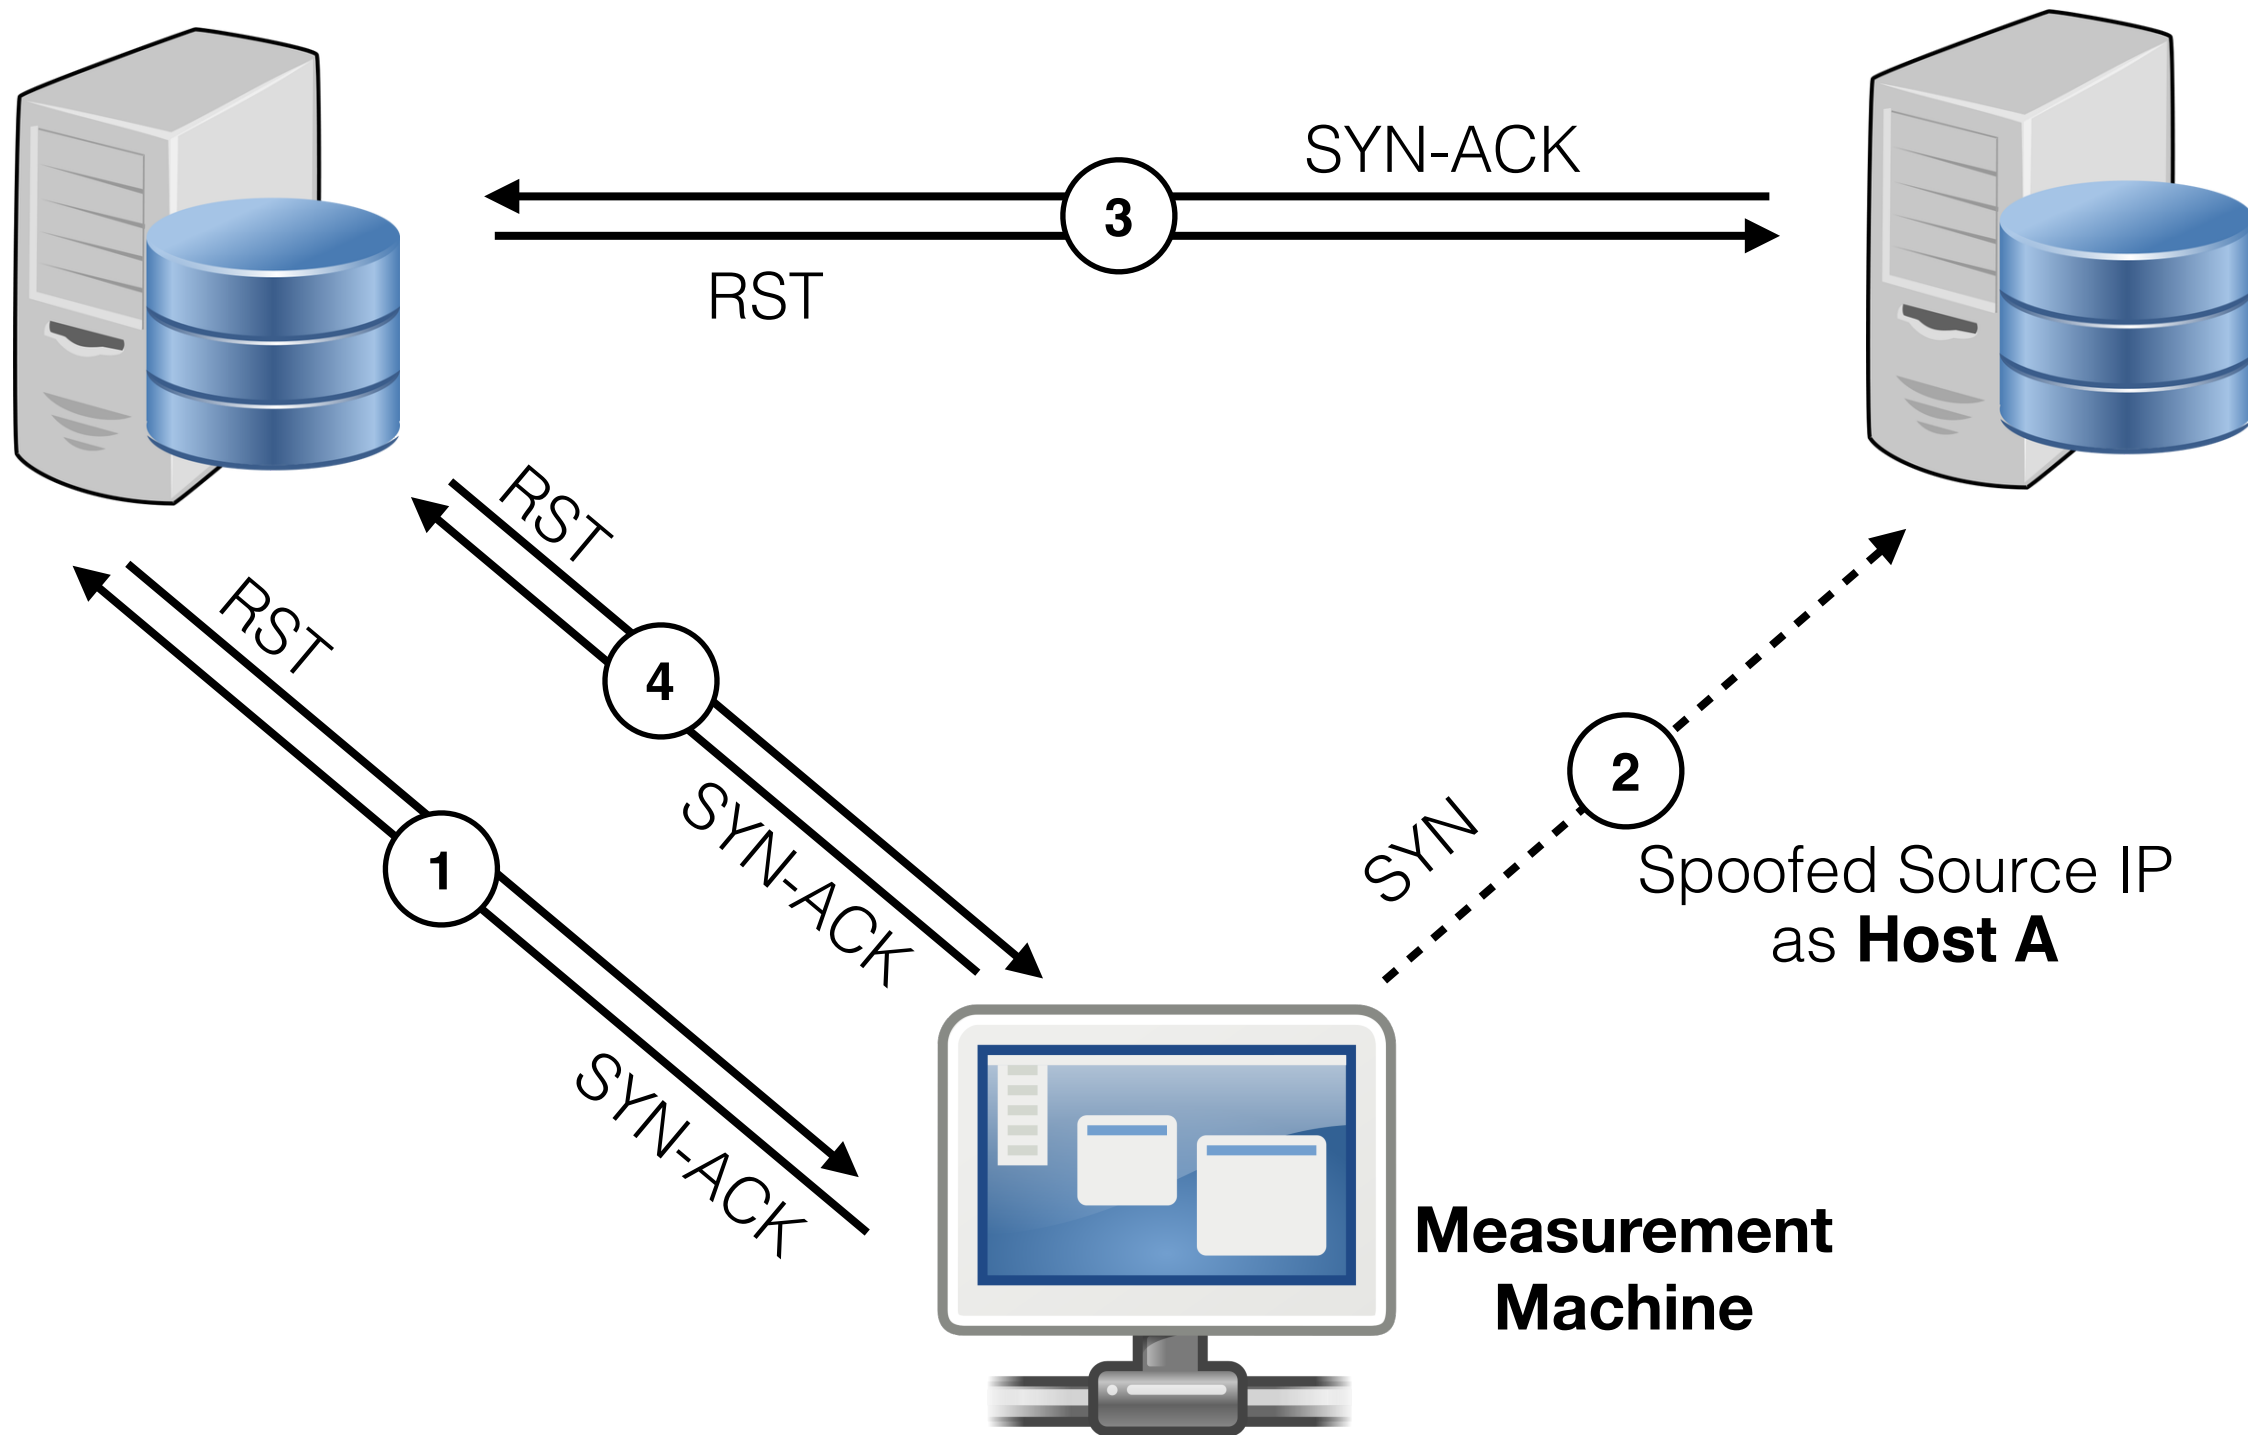 SYN-ACK
3
RST
RST
RST
4
2
SYN-ACK
SYN
1
Spoofed Source IP
as Host A
SYN-ACK
Measurement
Machine